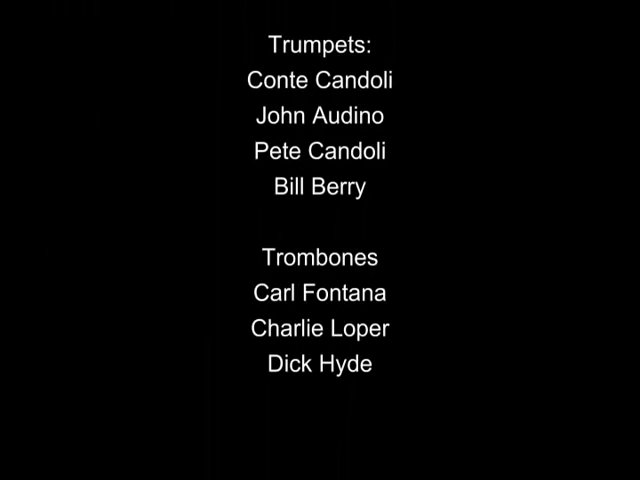 Trumpets:
Conte Candoli
John Audino
Pete Candoli
Bill Berry
Trombones
Carl Fontana
Charlie Loper
Dick Hyde